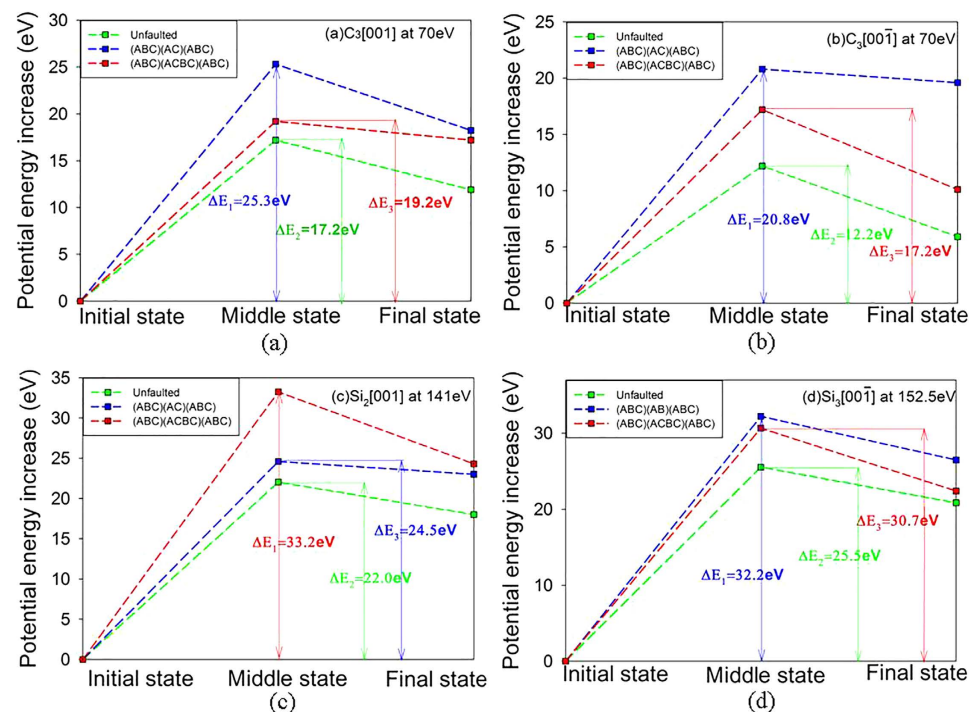 Potential energy increase (eV)
30
25
20
15
10
5
0
Unfaulted
(ABC)(AC)(ABC)
(ABC)(ACBC)(ABC)
(a)C₃[001] at 70eV
ΔE₁=25.3eV
ΔE₂=17.2eV
ΔE₃=19.2eV
Initial state Middle state Final state
(a)
Potential energy increase (eV)
25
20
15
10
5
0
Unfaulted
(ABC)(AC)(ABC)
(ABC)(ACBC)(ABC)
(b)C₃[001̄] at 70eV
ΔE₁=20.8eV
ΔE₂=12.2eV
ΔE₃=17.2eV
Initial state Middle state Final state
(b)
Potential energy increase (eV)
35
30
25
20
15
10
5
0
Unfaulted
(ABC)(AC)(ABC)
(ABC)(ACBC)(ABC)
(c)Si₂[001] at 141eV
ΔE₁=33.2eV
ΔE₃=24.5eV
ΔE₂=22.0eV
Initial state Middle state Final state
(c)
Potential energy increase (eV)
30
20
10
0
Unfaulted
(ABC)(AB)(ABC)
(ABC)(ACBC)(ABC)
(d)Si₃[001̄] at 152.5eV
ΔE₃=30.7eV
ΔE₂=25.5eV
ΔE₁=32.2eV
Initial state Middle state Final state
(d)